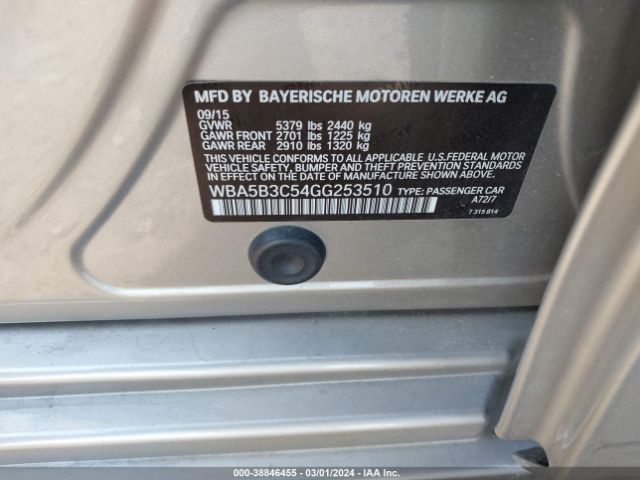 MFD BY BAYERISCHE MOTOREN WERKE AG
09/15
GVWR 5379 lbs 2440 kg
GAWR FRONT 2701 lbs 1225 kg
GAWR REAR 2910 lbs 1320 kg
THIS VEHICLE CONFORMS TO ALL APPLICABLE U.S.FEDERAL MOTOR
VEHICLE SAFETY, BUMPER, AND THEFT PREVENTION STANDARDS
IN EFFECT ON THE DATE OF MANUFACTURE SHOWN ABOVE.
WBA5B3C54GG253510 TYPE: PASSENGER CAR
A72/7
7 315 814
000-38846455 - 03/01/2024 - IAA Inc.